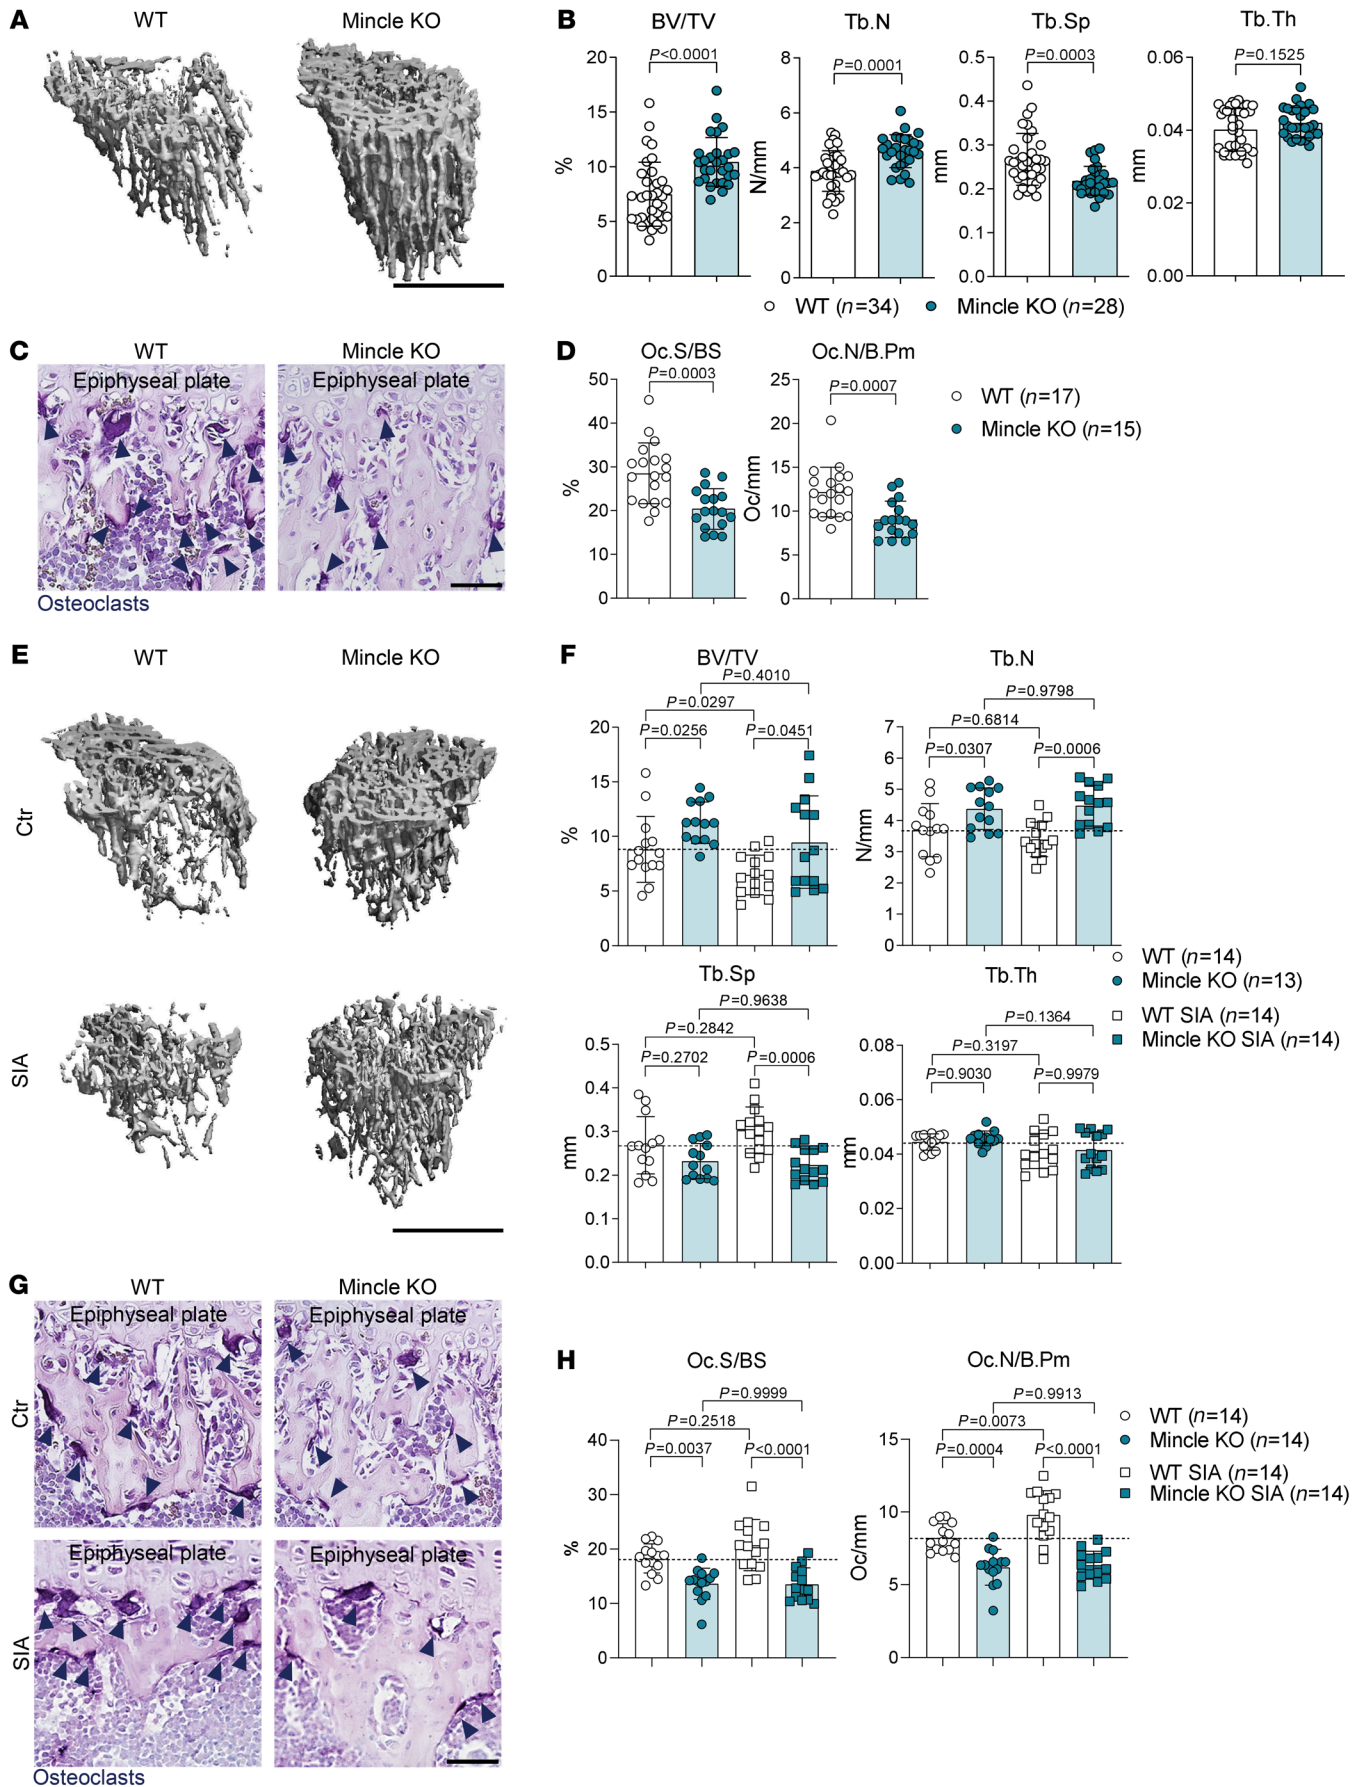 A
WT
Mincle KO
B
BV/TV
Tb.N
Tb.Sp
Tb.Th
P<0.0001
P=0.0001
P=0.0003
P=0.1525
20
15
10
5
0
%
8
6
4
2
0
N/mm
0.5
0.4
0.3
0.2
0.1
0.0
mm
0.06
0.04
0.02
0.00
mm
WT (n=34)
Mincle KO (n=28)
C
WT
Mincle KO
Epiphyseal plate
Epiphyseal plate
Osteoclasts
D
Oc.S/BS
Oc.N/B.Pm
P=0.0003
P=0.0007
50
40
30
20
10
0
%
25
20
15
10
5
0
Oc/mm
WT (n=17)
Mincle KO (n=15)
E
WT
Mincle KO
Ctr
SIA
F
BV/TV
P=0.4010
P=0.0297
P=0.0256
P=0.0451
20
15
10
5
0
%
Tb.N
P=0.9798
P=0.6814
P=0.0307
P=0.0006
7
6
5
4
3
2
1
0
N/mm
WT (n=14)
Mincle KO (n=13)
WT SIA (n=14)
Mincle KO SIA (n=14)
Tb.Sp
P=0.9638
P=0.2842
P=0.2702
P=0.0006
0.5
0.4
0.3
0.2
0.1
0.0
mm
Tb.Th
P=0.1364
P=0.3197
P=0.9030
P=0.9979
0.08
0.06
0.04
0.02
0.00
mm
G
WT
Mincle KO
Ctr
Epiphyseal plate
Epiphyseal plate
SIA
Epiphyseal plate
Epiphyseal plate
Osteoclasts
H
Oc.S/BS
P=0.9999
P=0.2518
P=0.0037
P<0.0001
40
30
20
10
0
%
Oc.N/B.Pm
P=0.9913
P=0.0073
P=0.0004
P<0.0001
15
10
5
0
Oc/mm
WT (n=14)
Mincle KO (n=14)
WT SIA (n=14)
Mincle KO SIA (n=14)